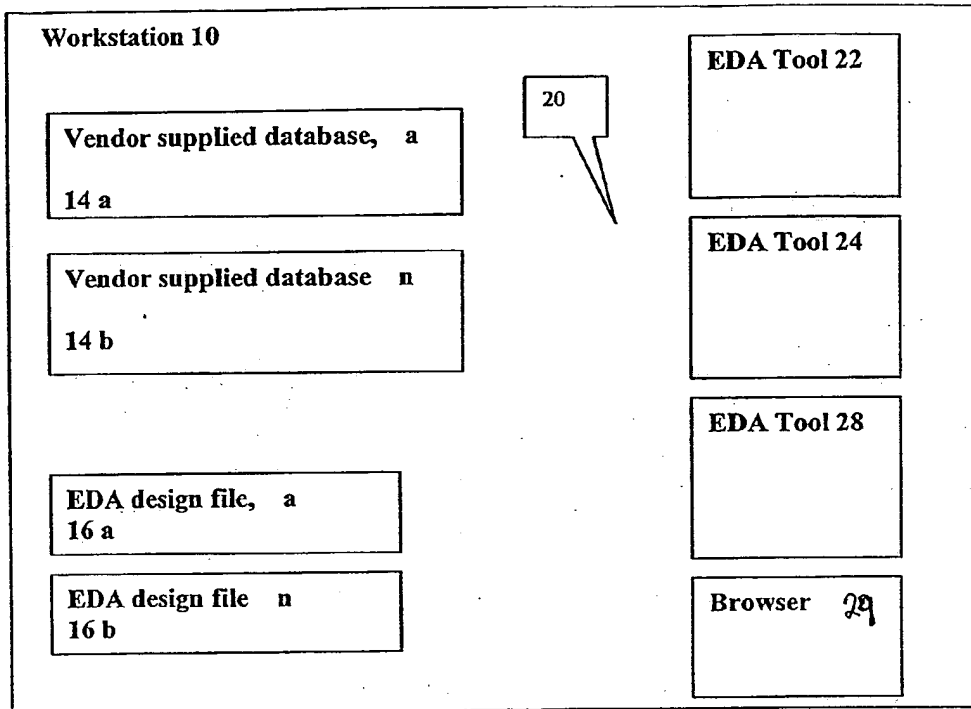 Workstation 10
Vendor supplied database, a
14 a
Vendor supplied database n
14 b
EDA design file, a
16 a
EDA design file n
16 b
20
EDA Tool 22
EDA Tool 24
EDA Tool 28
Browser 29